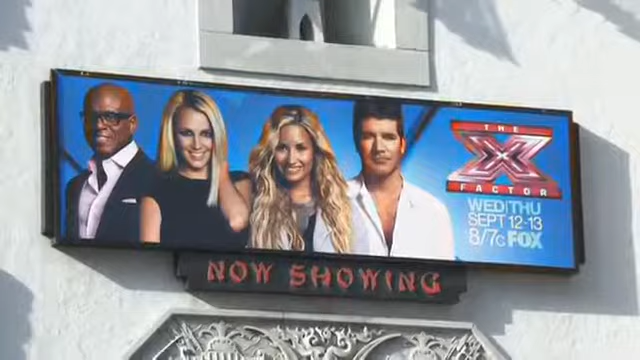 THE
X
FACTOR
WED/THU
SEPT 12-13
8/7c FOX
NOW SHOWING